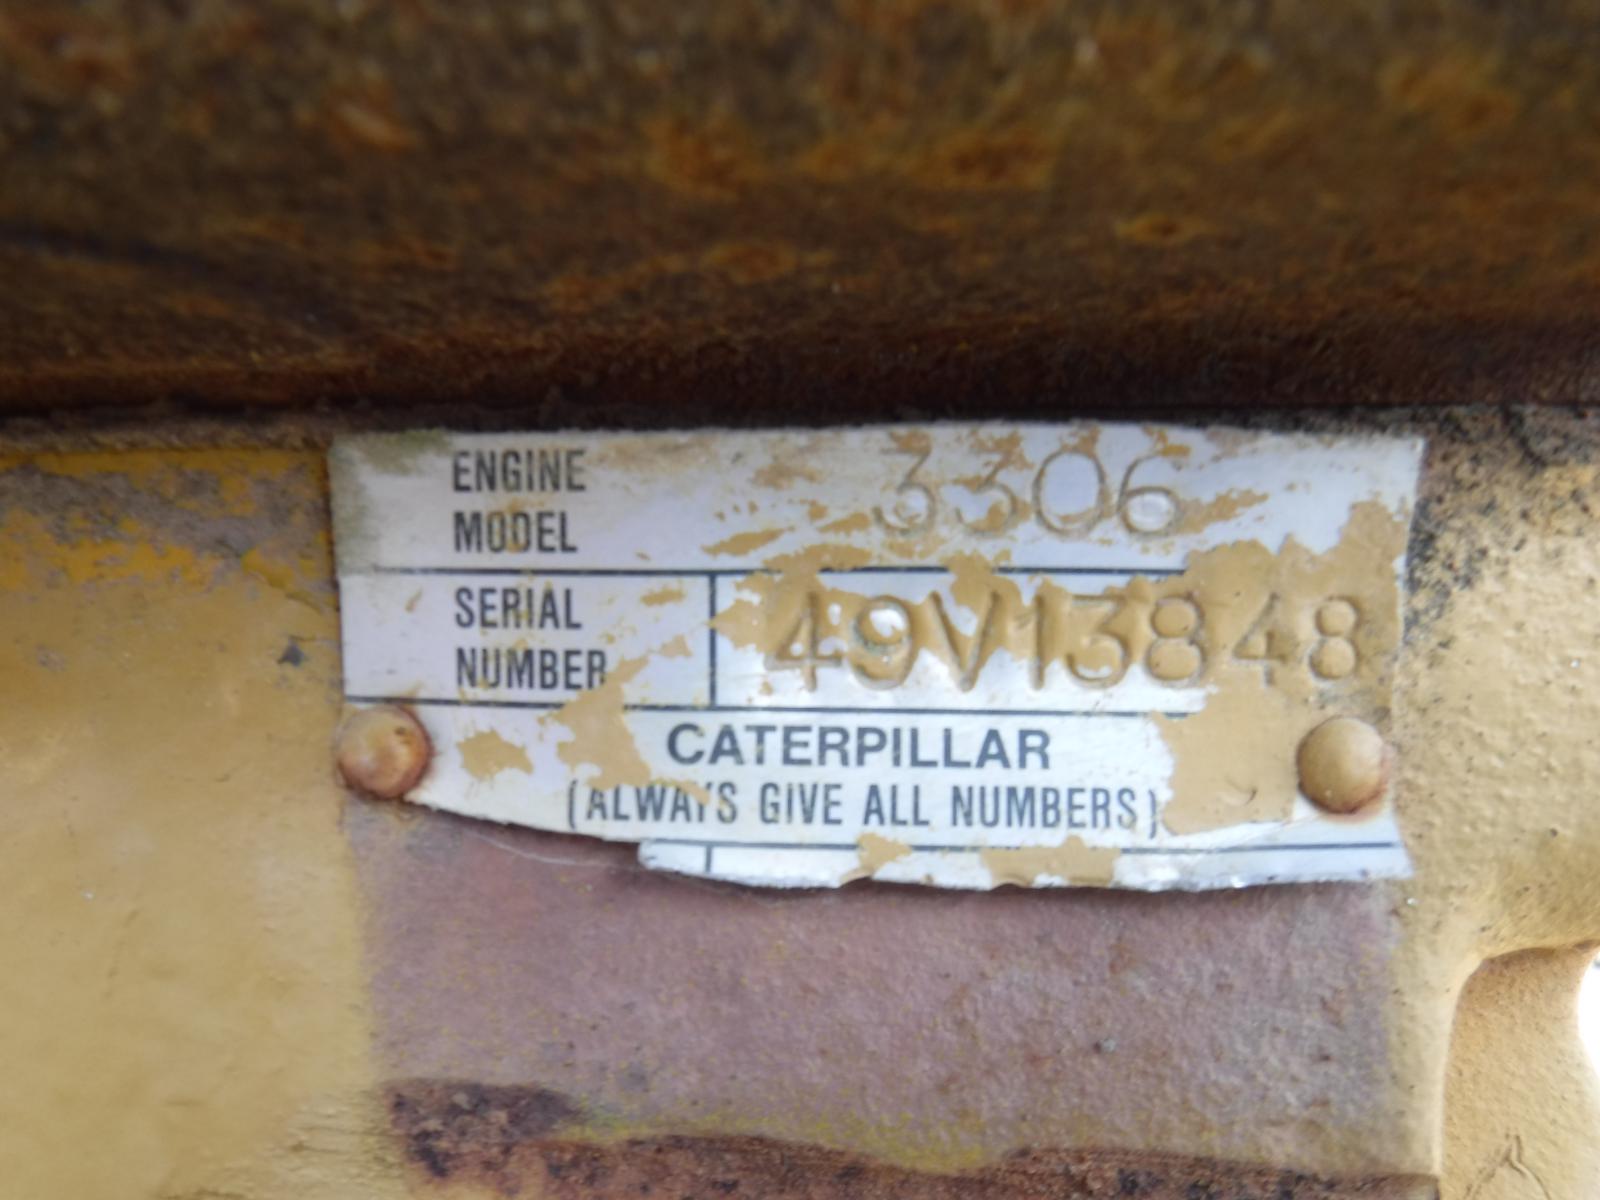 ENGINE MODEL 3306
SERIAL NUMBER 49V13848
CATERPILLAR
(ALWAYS GIVE ALL NUMBERS)